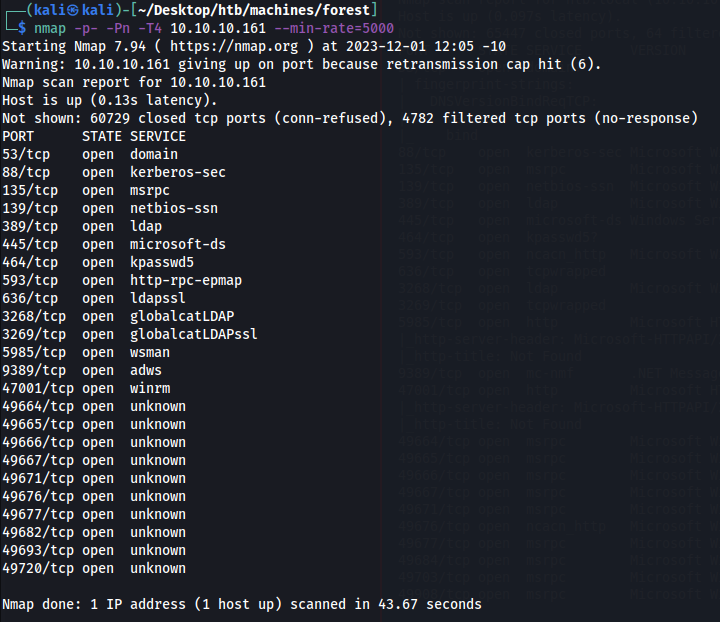 ┌──(kali㉿kali)-[~/Desktop/htb/machines/forest]
└─$ nmap -p- -Pn -T4 10.10.10.161 --min-rate=5000
Starting Nmap 7.94 ( https://nmap.org ) at 2023-12-01 12:05 -10
Warning: 10.10.10.161 giving up on port because retransmission cap hit (6).
Nmap scan report for 10.10.10.161
Host is up (0.13s latency).
Not shown: 60729 closed tcp ports (conn-refused), 4782 filtered tcp ports (no-response)
PORT      STATE SERVICE
53/tcp    open  domain
88/tcp    open  kerberos-sec
135/tcp   open  msrpc
139/tcp   open  netbios-ssn
389/tcp   open  ldap
445/tcp   open  microsoft-ds
464/tcp   open  kpasswd5
593/tcp   open  http-rpc-epmap
636/tcp   open  ldapssl
3268/tcp  open  globalcatLDAP
3269/tcp  open  globalcatLDAPssl
5985/tcp  open  wsman
9389/tcp  open  adws
47001/tcp open  winrm
49664/tcp open  unknown
49665/tcp open  unknown
49666/tcp open  unknown
49667/tcp open  unknown
49671/tcp open  unknown
49676/tcp open  unknown
49677/tcp open  unknown
49682/tcp open  unknown
49693/tcp open  unknown
49720/tcp open  unknown

Nmap done: 1 IP address (1 host up) scanned in 43.67 seconds